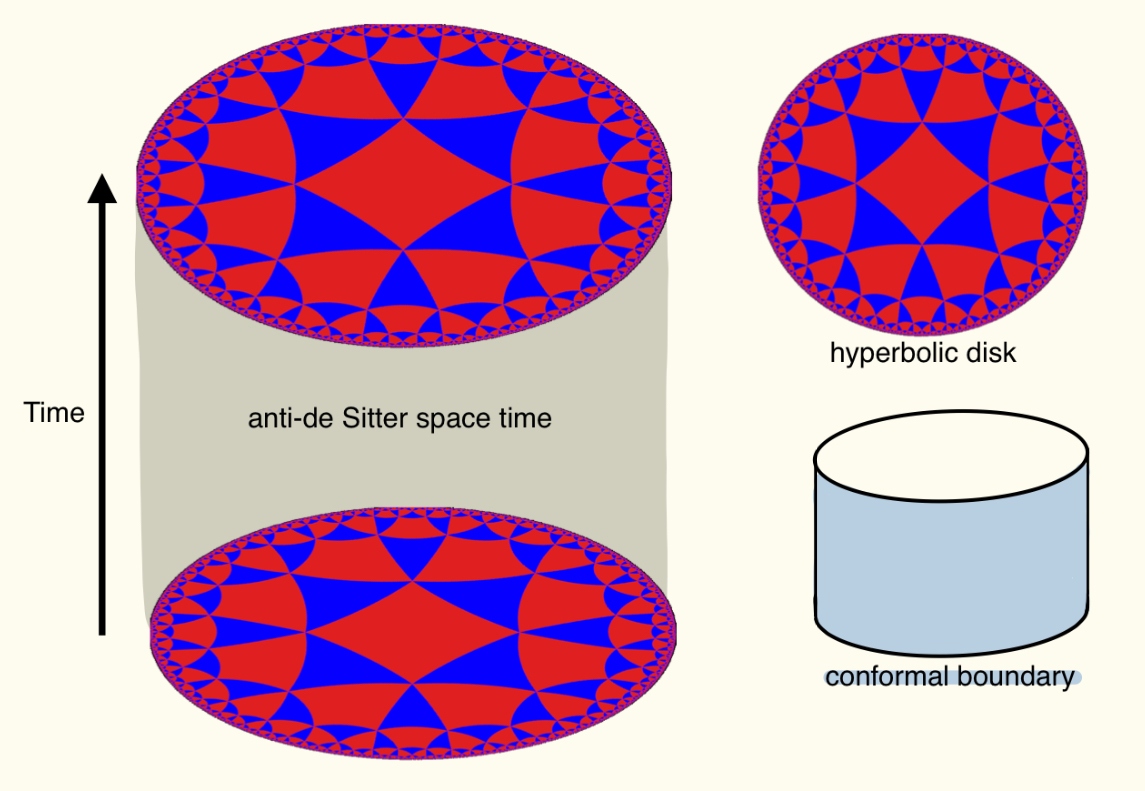 hyperbolic disk
Time
anti-de Sitter space time
conformal boundary